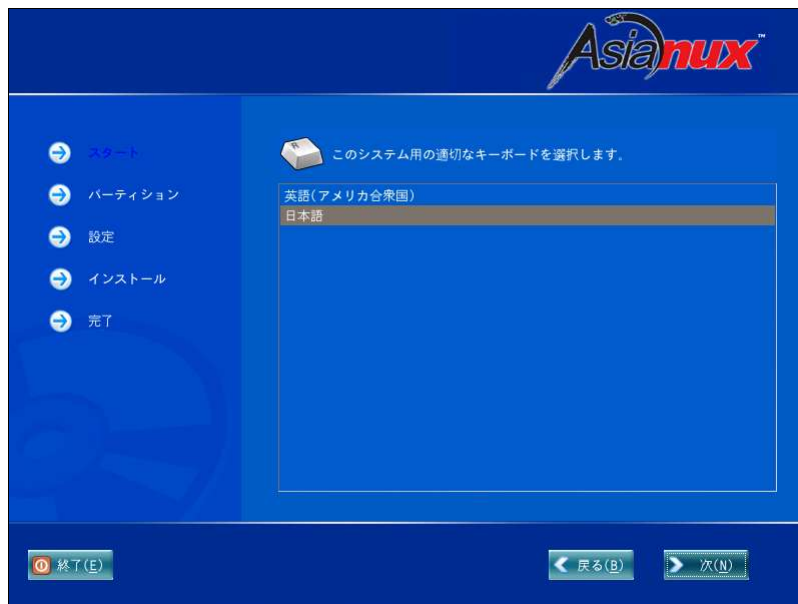 Asianux™
スタート
パーティション
設定
インストール
完了
このシステム用の適切なキーボードを選択します。
英語(アメリカ合衆国)
日本語
終了(E)
戻る(B)
次(N)